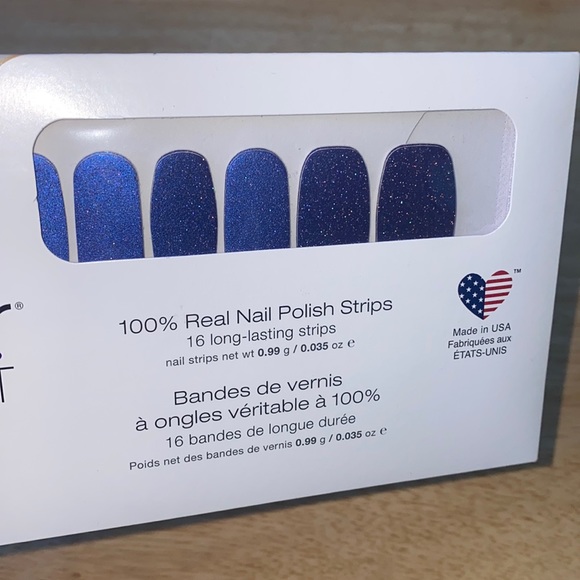 ®
100% Real Nail Polish Strips
16 long-lasting strips
nail strips net wt 0.99 g / 0.035 oz ℮
Bandes de vernis
à ongles véritable à 100%
16 bandes de longue durée
Poids net des bandes de vernis 0.99 g / 0.035 oz ℮
™
Made in USA
Fabriquées aux
ÉTATS-UNIS